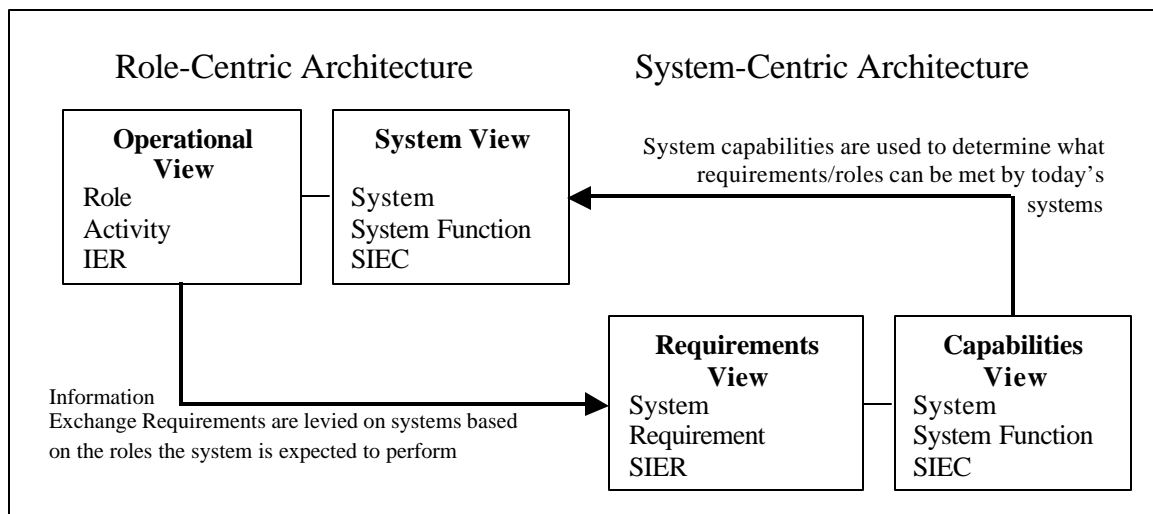 Role-Centric Architecture
System-Centric Architecture
Operational
View
Role
Activity
IER
System View
System
System Function
SIEC
System capabilities are used to determine what
requirements/roles can be met by today's
systems
Information
Exchange Requirements are levied on systems based
on the roles the system is expected to perform
Requirements
View
System
Requirement
SIER
Capabilities
View
System
System Function
SIEC